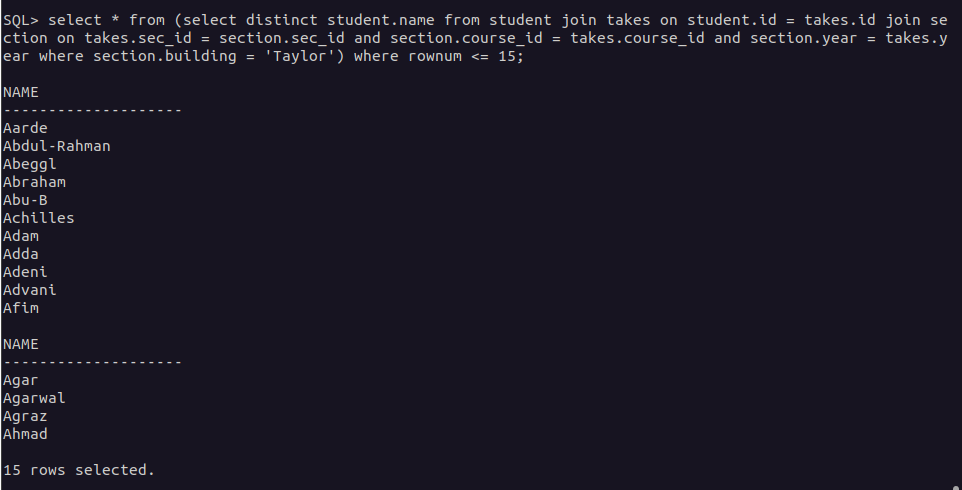 SQL> select * from (select distinct student.name from student join takes on student.id = takes.id join se
ction on takes.sec_id = section.sec_id and section.course_id = takes.course_id and section.year = takes.y
ear where section.building = 'Taylor') where rownum <= 15;
NAME
--------------------
Aarde
Abdul-Rahman
Abeggl
Abraham
Abu-B
Achilles
Adam
Adda
Adeni
Advani
Afim
NAME
--------------------
Agar
Agarwal
Agraz
Ahmad
15 rows selected.